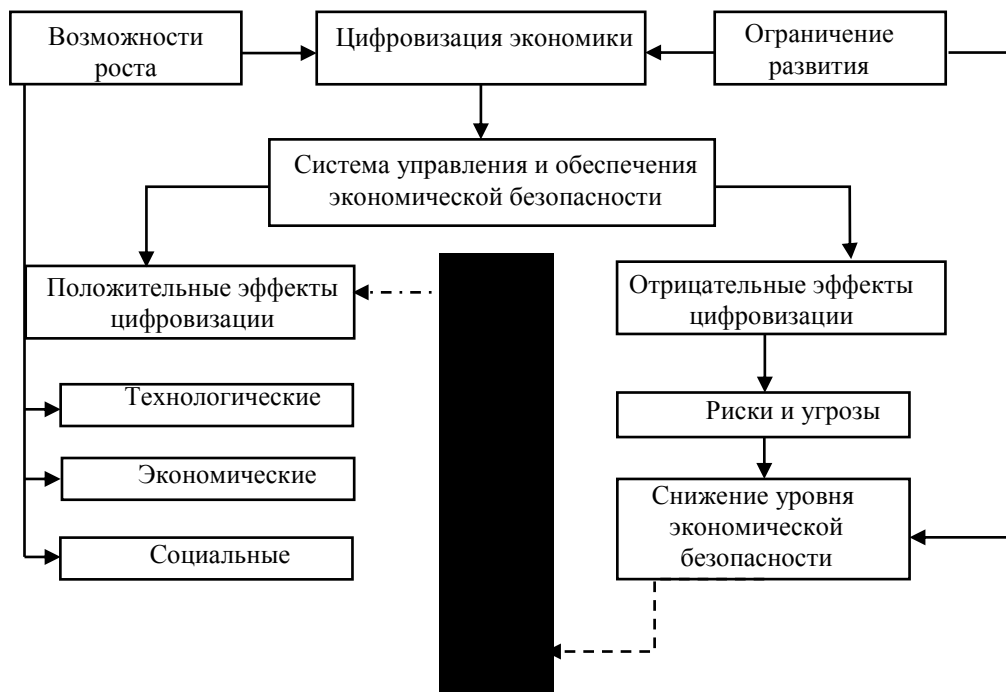 Возможности
роста
Цифровизация экономики
Ограничение
развития
Система управления и обеспечения
экономической безопасности
Положительные эффекты
цифровизации
Отрицательные эффекты
цифровизации
Технологические
Риски и угрозы
Экономические
Снижение уровня
экономической
безопасности
Социальные